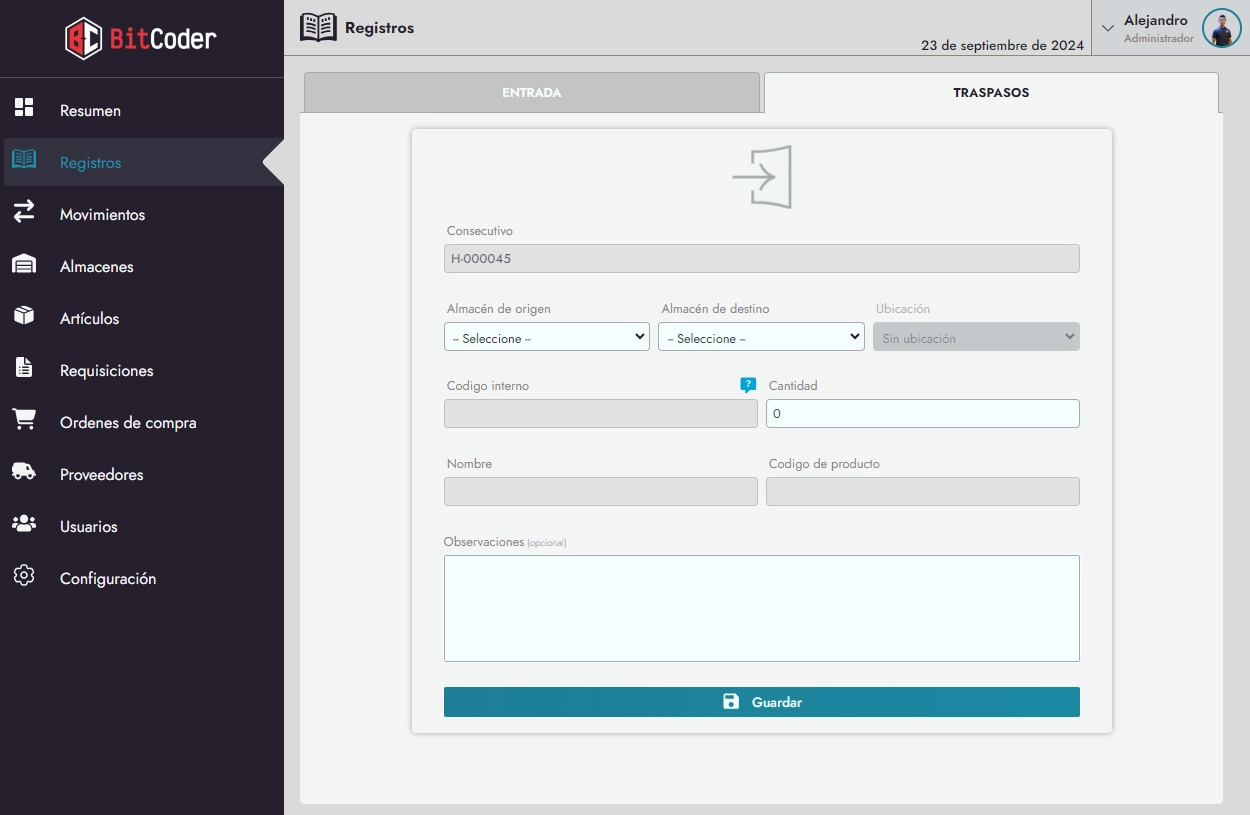 BitCoder
Resumen
Registros
Movimientos
Almacenes
Artículos
Requisiciones
Ordenes de compra
Proveedores
Usuarios
Configuración
Registros
23 de septiembre de 2024
Alejandro
Administrador
ENTRADA
TRASPASOS
Consecutivo
H-000045
Almacén de origen
-- Seleccione --
Almacén de destino
-- Seleccione --
Ubicación
Sin ubicación
Codigo interno
?
Cantidad
0
Nombre
Codigo de producto
Observaciones (opcional)
Guardar